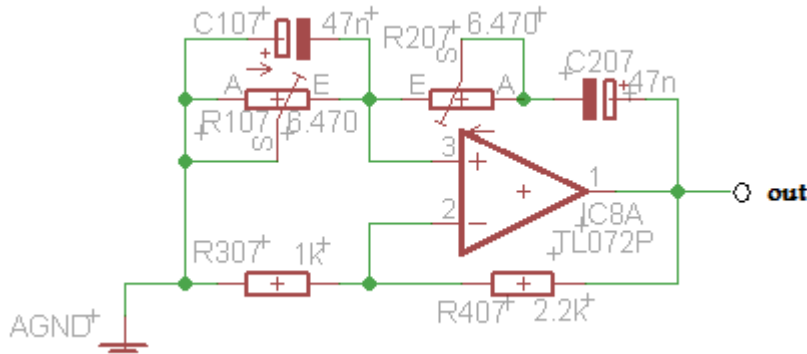 C107 47n
R207 6.470
S
C207
47n
A E
E A
R107 6.470
S
3
1
out
2
IC8A
TL072P
R307 1k
R407 2.2k
AGND